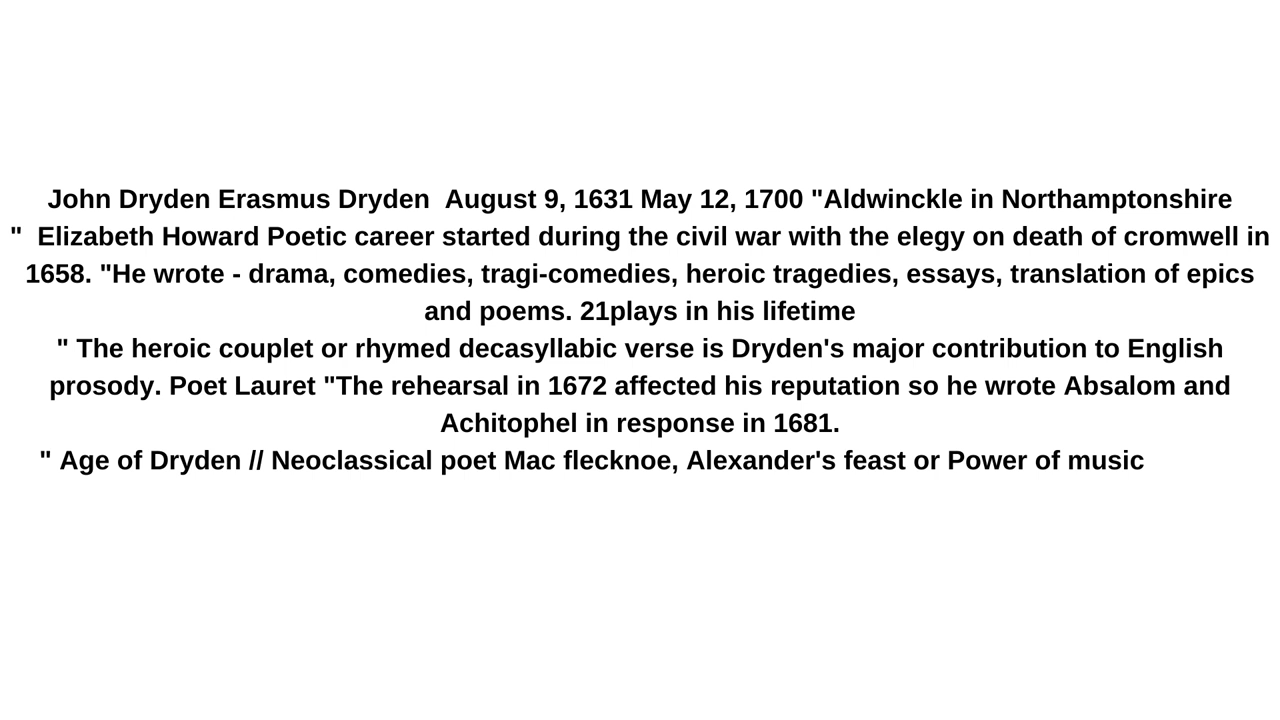 John Dryden Erasmus Dryden  August 9, 1631 May 12, 1700 "Aldwinckle in Northamptonshire
"  Elizabeth Howard Poetic career started during the civil war with the elegy on death of cromwell in
1658. "He wrote - drama, comedies, tragi-comedies, heroic tragedies, essays, translation of epics
and poems. 21plays in his lifetime
" The heroic couplet or rhymed decasyllabic verse is Dryden's major contribution to English
prosody. Poet Lauret "The rehearsal in 1672 affected his reputation so he wrote Absalom and
Achitophel in response in 1681.
" Age of Dryden // Neoclassical poet Mac flecknoe, Alexander's feast or Power of music